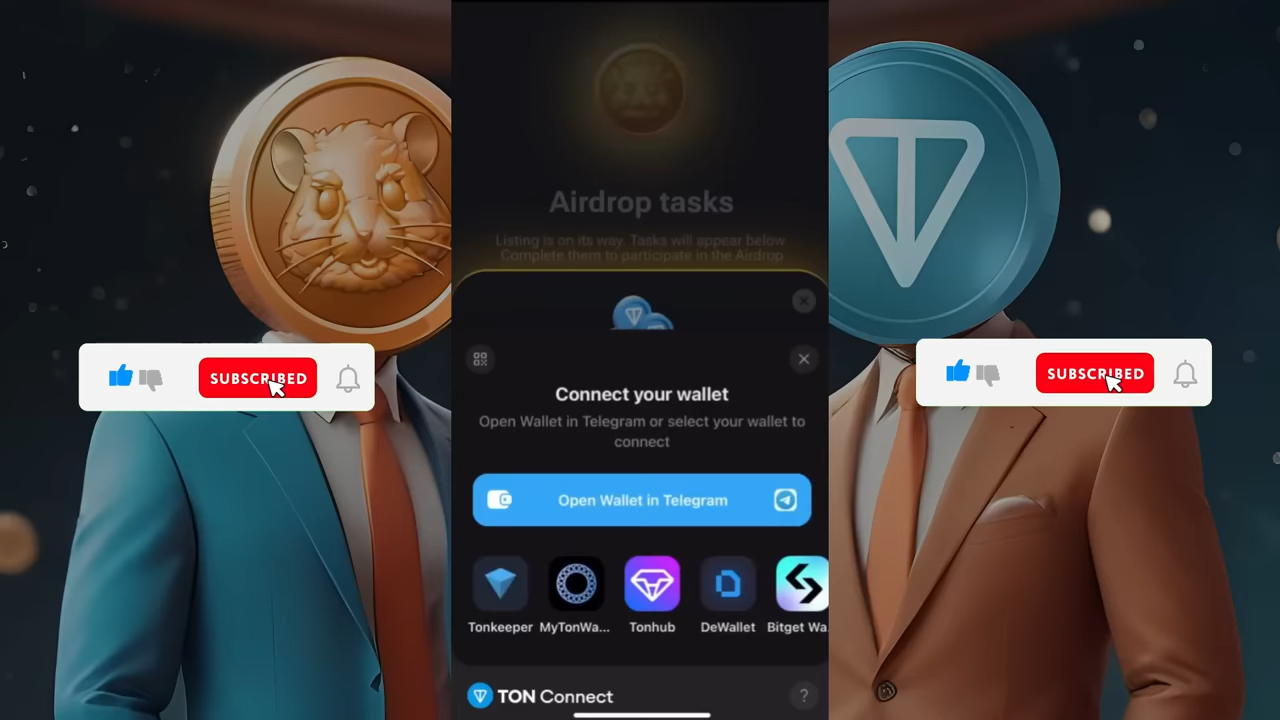 Airdrop tasks
Listing is on its way. Tasks will appear below
Complete them to participate in the Airdrop
SUBSCRIBED
SUBSCRIBED
Connect your wallet
Open Wallet in Telegram or select your wallet to
connect
Open Wallet in Telegram
Tonkeeper MyTonWa... Tonhub DeWallet Bitget Wa
TON Connect
?